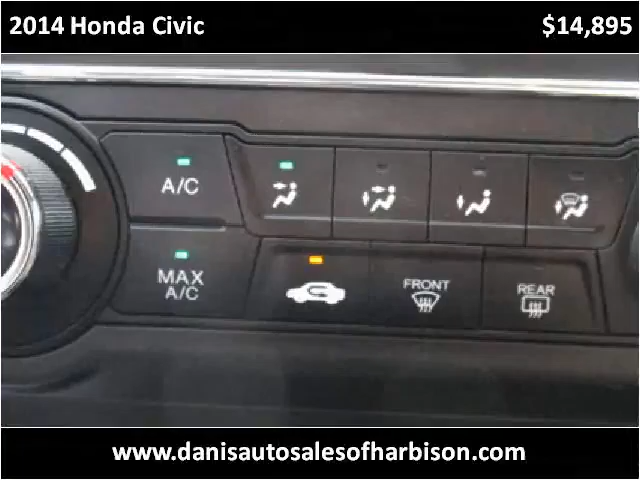 2014 Honda Civic $14,895
A/C
MAX
A/C
FRONT
REAR
www.danisautosalesofharbison.com